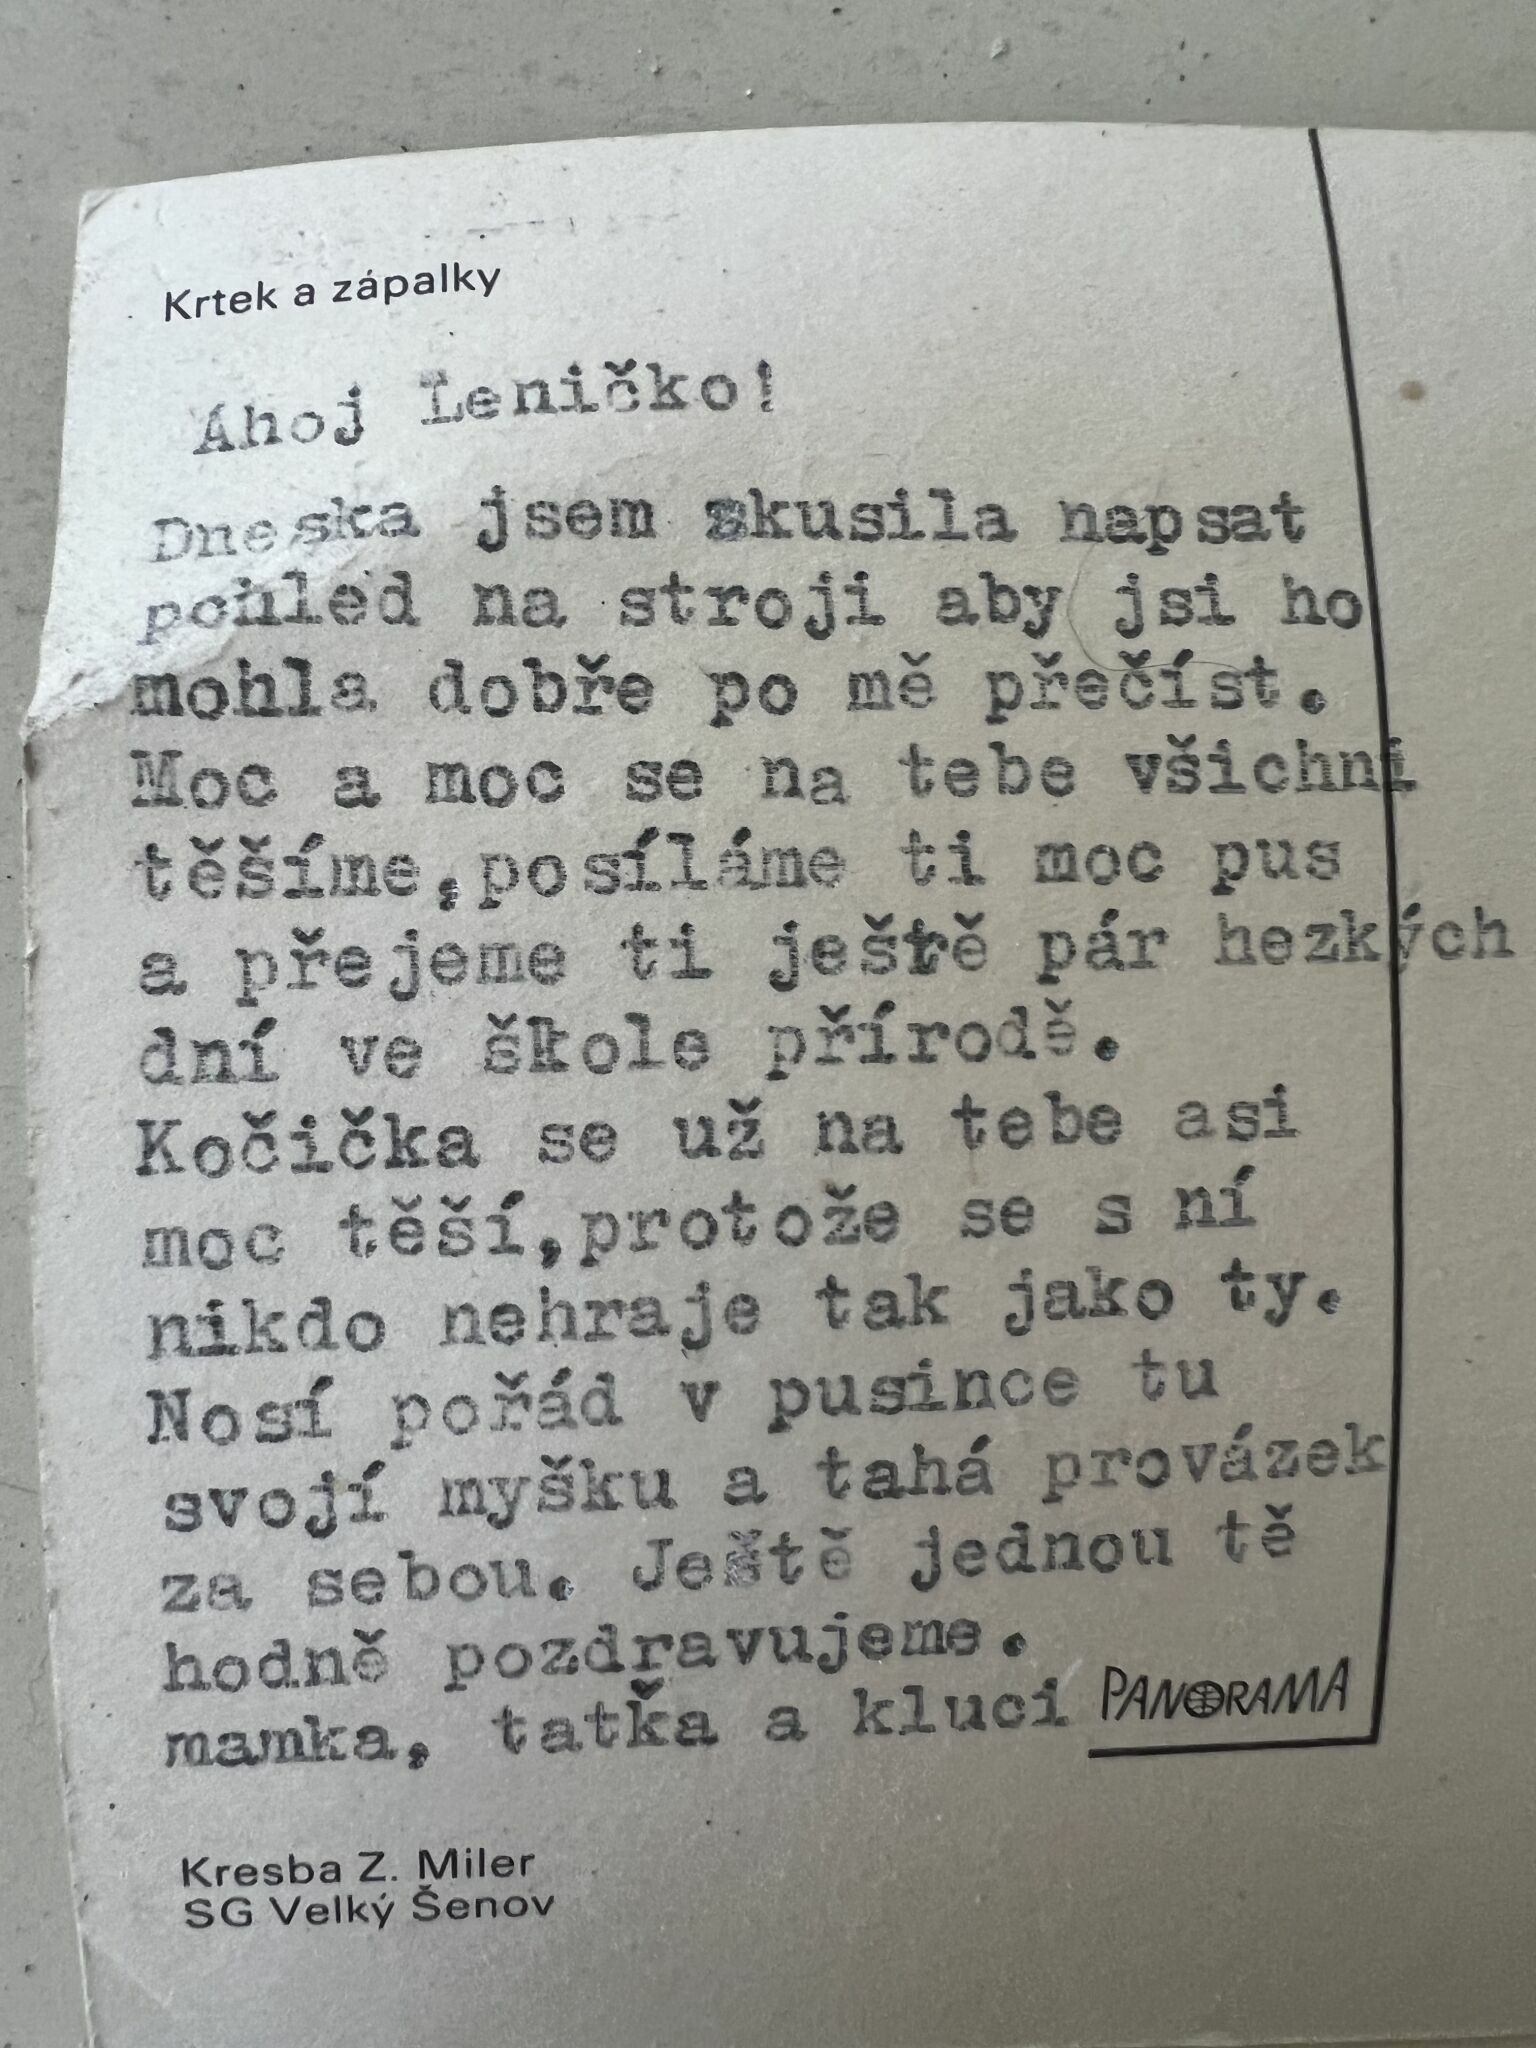 Krtek a zápalky
Ahoj Leničko!
Dneska jsem zkusila napsat
pohled na stroji aby jsi ho
mohla dobře po mě přečíst.
Moc a moc se na tebe všichni
těšíme,posíláme ti moc pus
a přejeme ti ještě pár hezkých
dní ve škole přírodě.
Kočička se už na tebe asi
moc těší,protože se s ní
nikdo nehraje tak jako ty.
Nosí pořád v pusince tu
svojí myšku a tahá provázek
za sebou. Ještě jednou tě
hodně pozdravujeme.
mamka, taťka a kluci
PANORAMA
Kresba Z. Miler
SG Velký Šenov